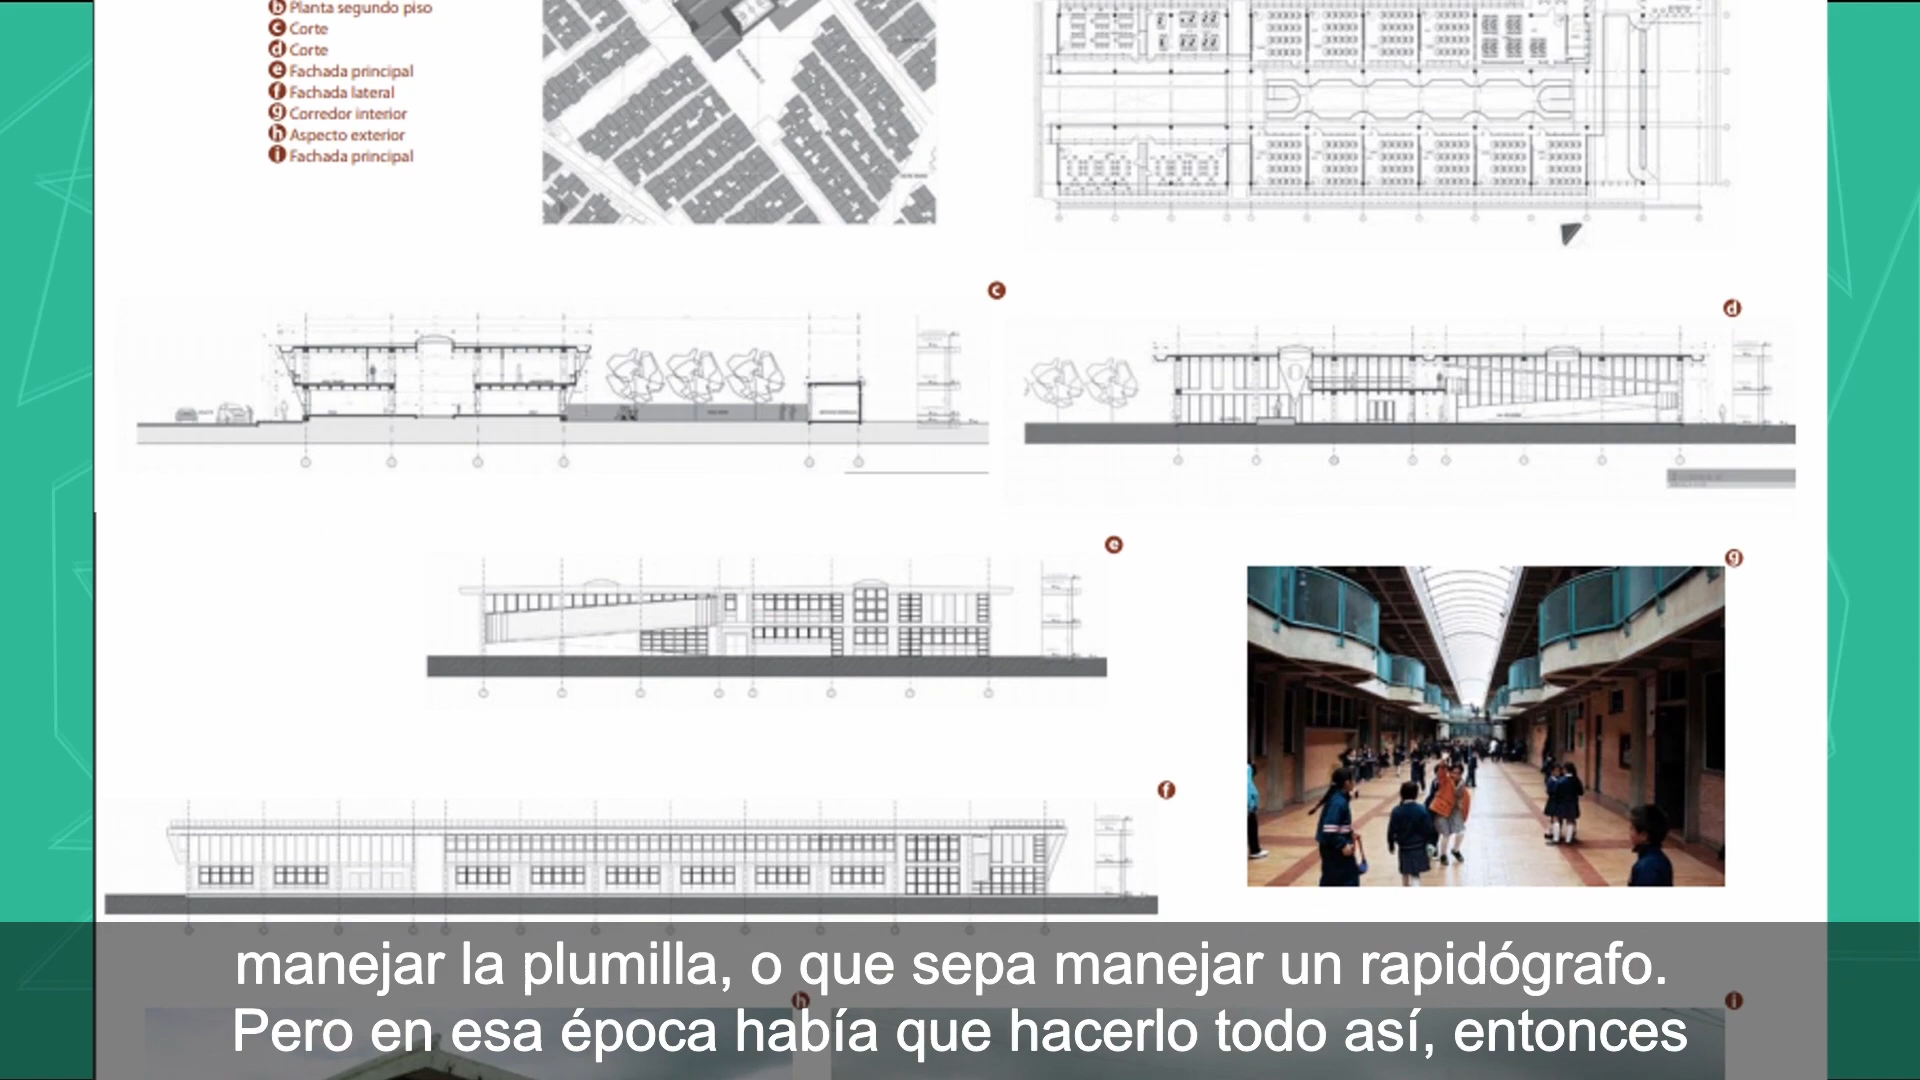 b Planta segundo piso
c Corte
d Corte
e Fachada principal
f Fachada lateral
g Corredor interior
h Aspecto exterior
i Fachada principal
c
d
e
g
f
h
i
manejar la plumilla, o que sepa manejar un rapidógrafo.
Pero en esa época había que hacerlo todo así, entonces